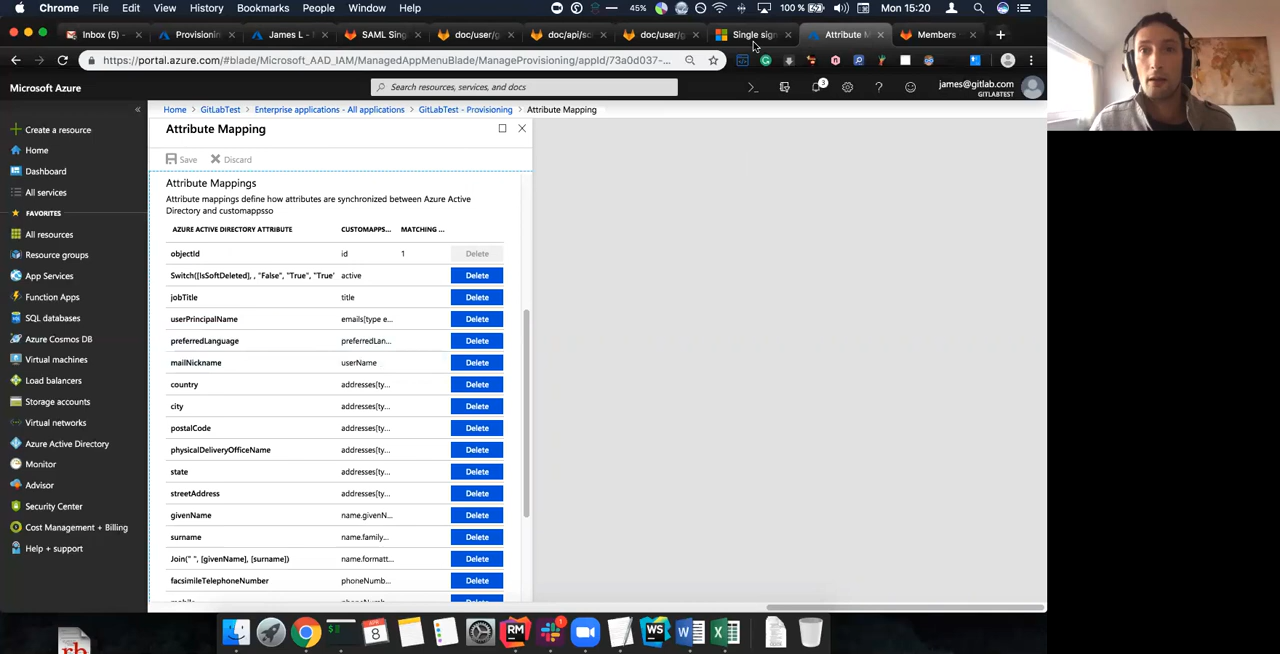 Chrome File Edit View History Bookmarks People Window Help 45% 100 % Mon 15:20
Inbox (5) - Provisionin James L - SAML Sing doc/user/g doc/api/sc doc/user/g Single sign Attribute M Members
https://portal.azure.com/#blade/Microsoft_AAD_IAM/ManagedAppMenuBlade/ManageProvisioning/appId/73a0d037-...
Microsoft Azure
Search resources, services, and docs
3
james@gitlab.com
GITLABTEST
Create a resource
Home
Dashboard
All services
FAVORITES
All resources
Resource groups
App Services
Function Apps
SQL databases
Azure Cosmos DB
Virtual machines
Load balancers
Storage accounts
Virtual networks
Azure Active Directory
Monitor
Advisor
Security Center
Cost Management + Billing
Help + support
Home > GitLabTest > Enterprise applications - All applications > GitLabTest - Provisioning > Attribute Mapping
Attribute Mapping
Save Discard
Attribute Mappings
Attribute mappings define how attributes are synchronized between Azure Active
Directory and customappsso
AZURE ACTIVE DIRECTORY ATTRIBUTE CUSTOMAPPS... MATCHING ...
objectId id 1 Delete
Switch([IsSoftDeleted], , "False", "True", "True" active Delete
jobTitle title Delete
userPrincipalName emails[type e... Delete
preferredLanguage preferredLan... Delete
mailNickname userName Delete
country addresses[ty... Delete
city addresses[ty... Delete
postalCode addresses[ty... Delete
physicalDeliveryOfficeName addresses[ty... Delete
state addresses[ty... Delete
streetAddress addresses[ty... Delete
givenName name.givenN... Delete
surname name.family... Delete
Join(" ", [givenName], [surname]) name.formatt... Delete
facsimileTelephoneNumber phoneNumb... Delete
8
RM
1
WS